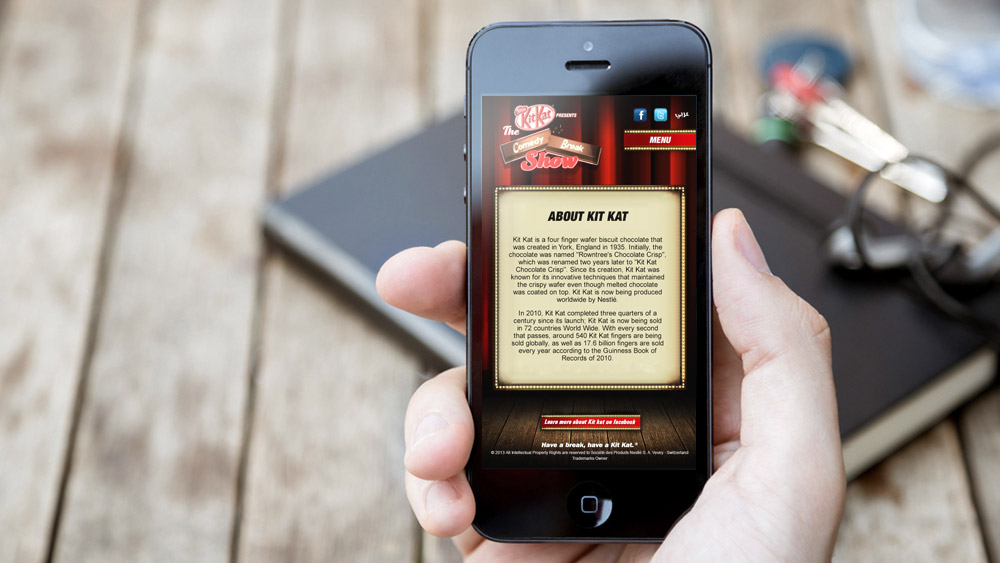 Nestlé
KitKat PRESENTS
The
Comedy Break
Show
عربي
MENU
ABOUT KIT KAT
Kit Kat is a four finger wafer biscuit chocolate that
was created in York, England in 1935. Initially, the
chocolate was named "Rowntree's Chocolate Crisp",
which was renamed two years later to "Kit Kat
Chocolate Crisp". Since its creation, Kit Kat was
known for its innovative techniques that maintained
the crispy wafer even though melted chocolate
was coated on top. Kit Kat is now being produced
worldwide by Nestlé.
In 2010, Kit Kat completed three quarters of a
century since its launch; Kit Kat is now being sold
in 72 countries World Wide. With every second
that passes, around 540 Kit Kat fingers are being
sold globally, as well as 17.6 billion fingers are sold
every year according to the Guinness Book of
Records of 2010.
Learn more about Kit kat on facebook
Have a break, have a Kit Kat.®
© 2013 All Intellectual Property Rights are reserved to Société des Produits Nestlé S. A. Vevey - Switzerland
Trademarks Owner